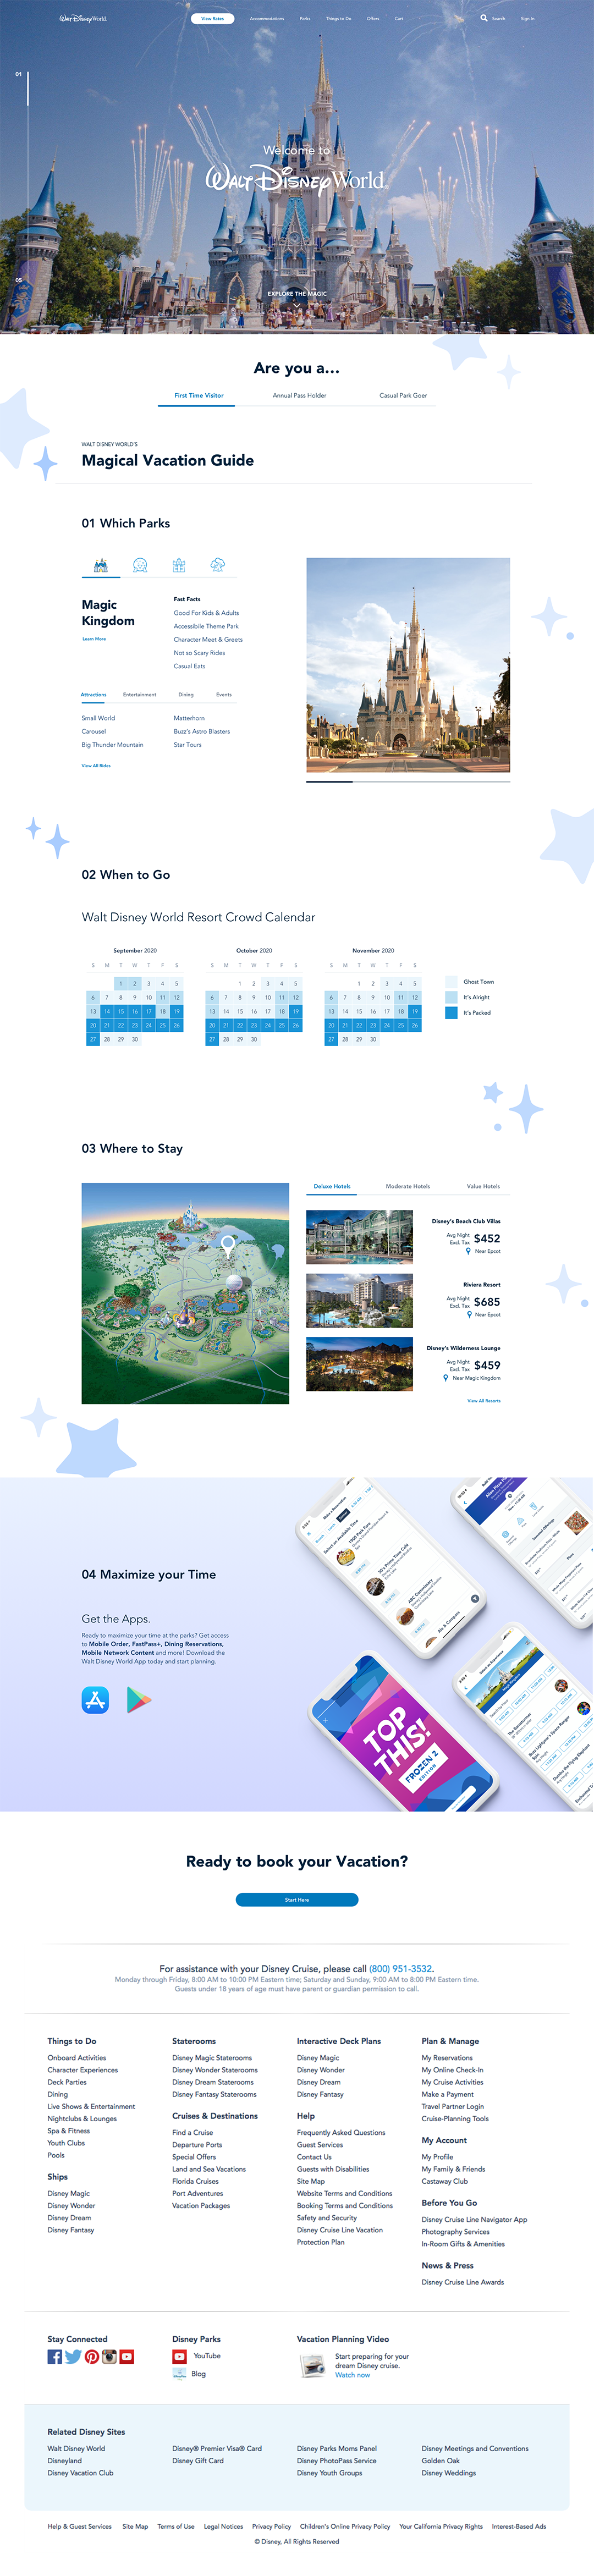 Walt Disney World
View Rates
Accommodations
Parks
Things to Do
Offers
Cart
Search
Sign-in
01
Welcome to
Walt Disney World
05
EXPLORE THE MAGIC
Are you a...
First Time Visitor
Annual Pass Holder
Casual Park Goer
WALT DISNEY WORLD'S
Magical Vacation Guide
01 Which Parks
Magic
Kingdom
Learn More
Fast Facts
Good For Kids & Adults
Accessibile Theme Park
Character Meet & Greets
Not so Scary Rides
Casual Eats
Attractions
Entertainment
Dining
Events
Small World
Matterhorn
Carousel
Buzz's Astro Blasters
Big Thunder Mountain
Star Tours
View All Rides
02 When to Go
Walt Disney World Resort Crowd Calendar
September 2020
S M T W T F S
1 2 3 4 5
6 7 8 9 10 11 12
13 14 15 16 17 18 19
20 21 22 23 24 25 26
27 28 29 30
October 2020
S M T W T F S
1 2 3 4 5
6 7 8 9 10 11 12
13 14 15 16 17 18 19
20 21 22 23 24 25 26
27 28 29 30
November 2020
S M T W T F S
1 2 3 4 5
6 7 8 9 10 11 12
13 14 15 16 17 18 19
20 21 22 23 24 25 26
27 28 29 30
Ghost Town
It's Alright
It's Packed
03 Where to Stay
Deluxe Hotels
Moderate Hotels
Value Hotels
Disney's Beach Club Villas
Avg Night
Excl. Tax
$452
Near Epcot
Riviera Resort
Avg Night
Excl. Tax
$685
Near Epcot
Disney's Wilderness Lounge
Avg Night
Excl. Tax
$459
Near Magic Kingdom
View All Resorts
04 Maximize your Time
Get the Apps.
Ready to maximize your time at the parks? Get access
to Mobile Order, FastPass+, Dining Reservations,
Mobile Network Content and more! Download the
Walt Disney World App today and start planning.
Make a Reservation
Select an Available Time
1900 Park Fare
50's Prime Time Cafe
ABC Commissary
Ale & Compass
TOP
THIS!
FROZEN 2
EDITION
Ready to book your Vacation?
Start Here
For assistance with your Disney Cruise, please call (800) 951-3532.
Monday through Friday, 8:00 AM to 10:00 PM Eastern time; Saturday and Sunday, 9:00 AM to 8:00 PM Eastern time.
Guests under 18 years of age must have parent or guardian permission to call.
Things to Do
Onboard Activities
Character Experiences
Deck Parties
Dining
Live Shows & Entertainment
Nightclubs & Lounges
Spa & Fitness
Youth Clubs
Pools
Ships
Disney Magic
Disney Wonder
Disney Dream
Disney Fantasy
Staterooms
Disney Magic Staterooms
Disney Wonder Staterooms
Disney Dream Staterooms
Disney Fantasy Staterooms
Cruises & Destinations
Find a Cruise
Departure Ports
Special Offers
Land and Sea Vacations
Florida Cruises
Port Adventures
Vacation Packages
Interactive Deck Plans
Disney Magic
Disney Wonder
Disney Dream
Disney Fantasy
Help
Frequently Asked Questions
Guest Services
Contact Us
Guests with Disabilities
Site Map
Website Terms and Conditions
Booking Terms and Conditions
Safety and Security
Disney Cruise Line Vacation
Protection Plan
Plan & Manage
My Reservations
My Online Check-In
My Cruise Activities
Make a Payment
Travel Partner Login
Cruise-Planning Tools
My Account
My Profile
My Family & Friends
Castaway Club
Before You Go
Disney Cruise Line Navigator App
Photography Services
In-Room Gifts & Amenities
News & Press
Disney Cruise Line Awards
Stay Connected
Disney Parks
YouTube
Blog
Vacation Planning Video
Start preparing for your
dream Disney cruise.
Watch now
Related Disney Sites
Walt Disney World
Disneyland
Disney Vacation Club
Disney® Premier Visa® Card
Disney Gift Card
Disney Parks Moms Panel
Disney PhotoPass Service
Disney Youth Groups
Disney Meetings and Conventions
Golden Oak
Disney Weddings
Help & Guest Services
Site Map
Terms of Use
Legal Notices
Privacy Policy
Children's Online Privacy Policy
Your California Privacy Rights
Interest-Based Ads
© Disney, All Rights Reserved